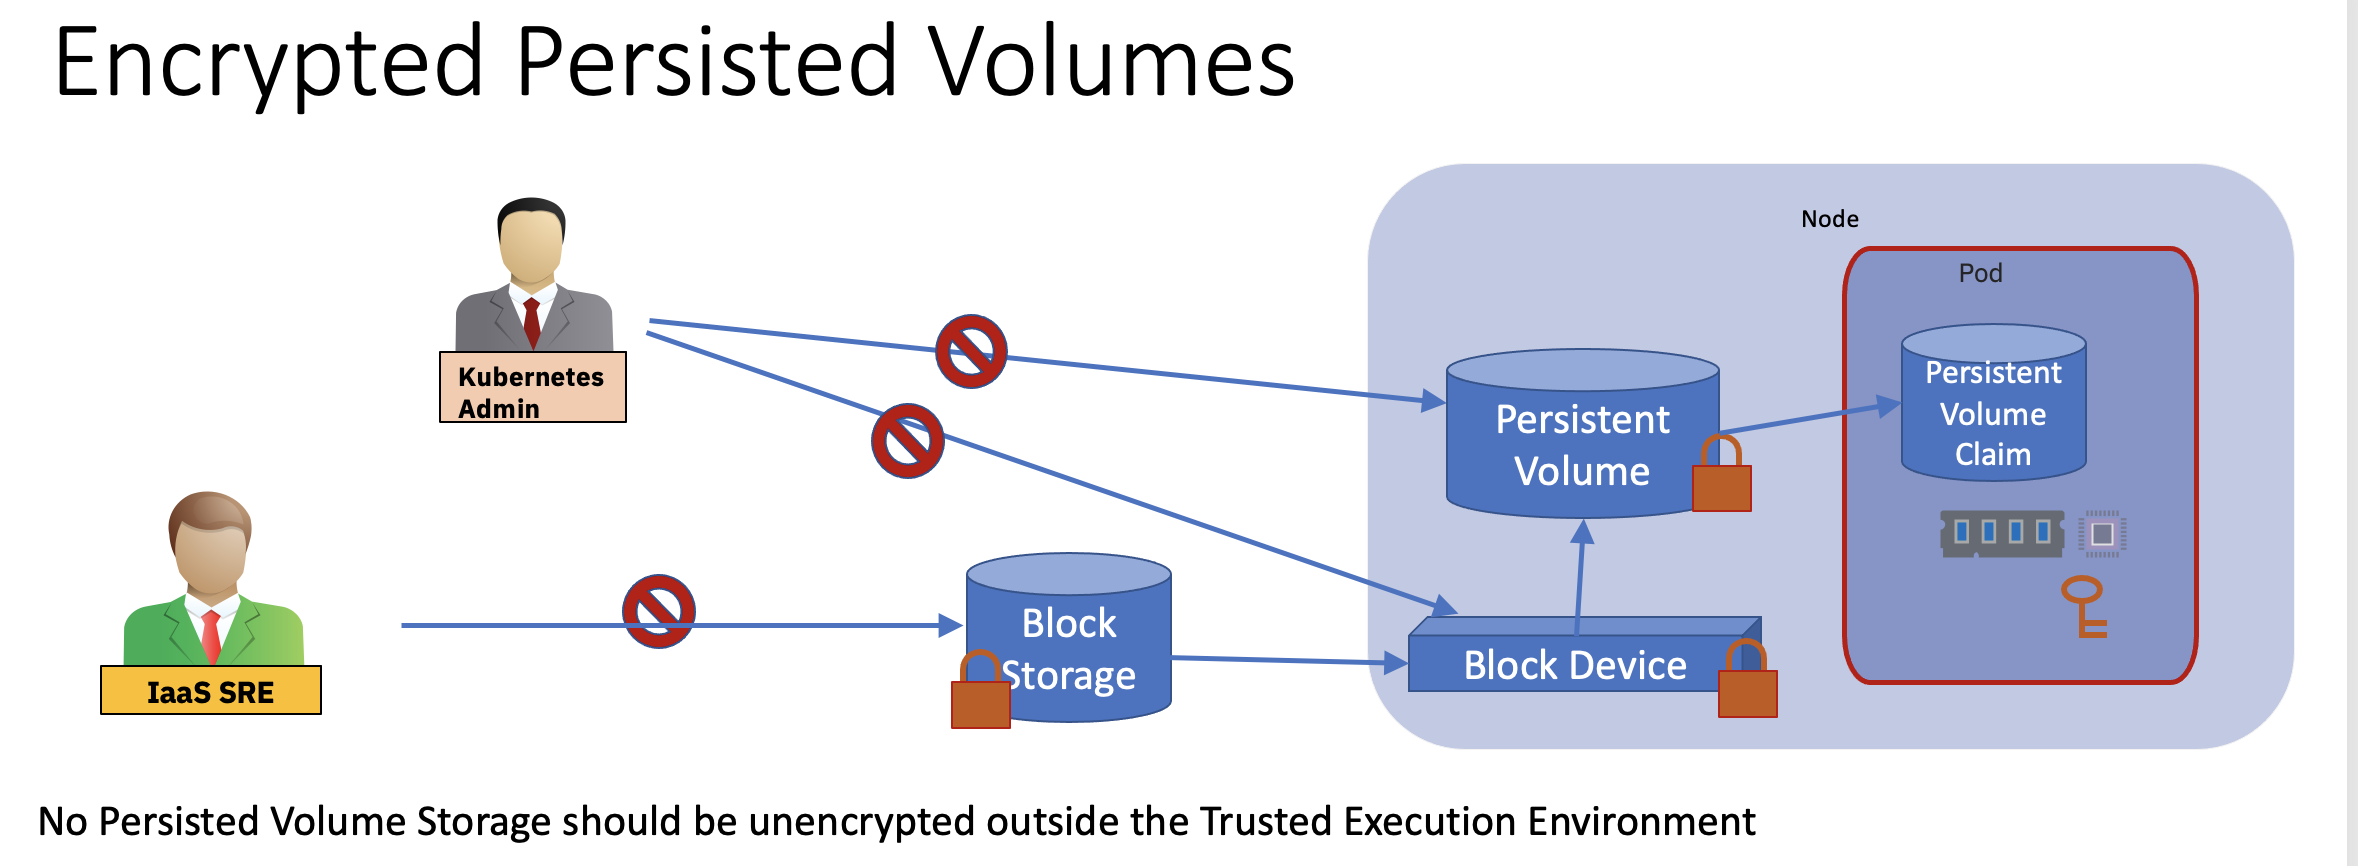 Encrypted Persisted Volumes
Node
Pod
Kubernetes
Admin
Persistent
Volume
Persistent
Volume
Claim
IaaS SRE
Block
Storage
Block Device
No Persisted Volume Storage should be unencrypted outside the Trusted Execution Environment